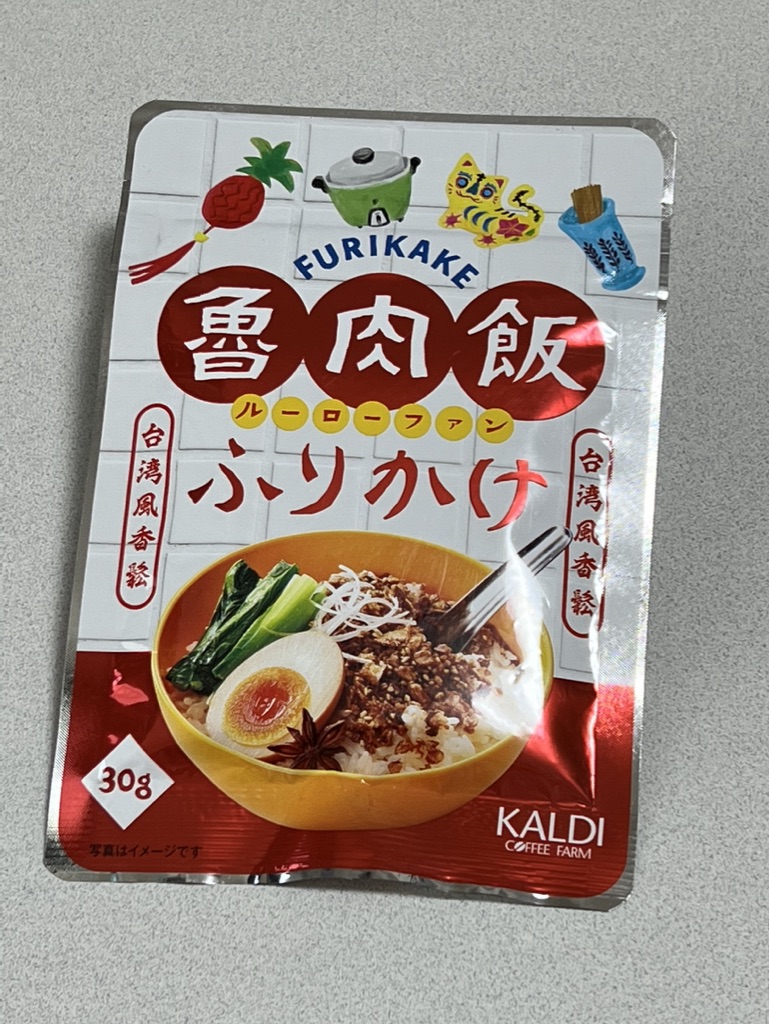 FURIKAKE
魯肉飯
ルーローファン
ふりかけ
台湾風香鬆
台湾風香鬆
30g
写真はイメージです
KALDI
COFFEE FARM